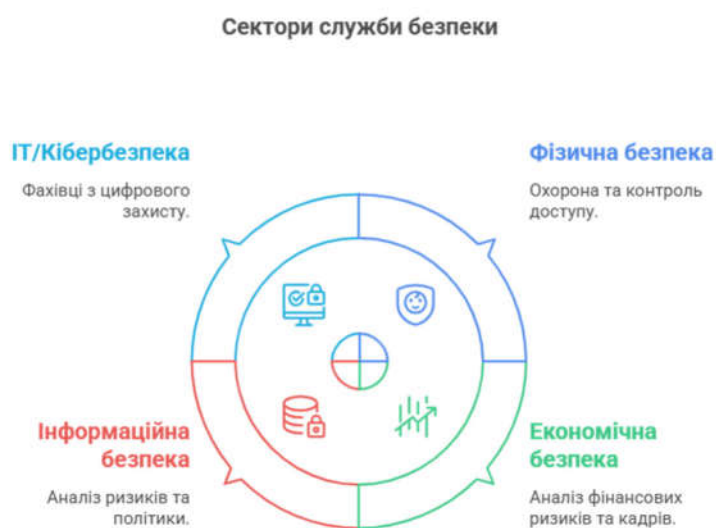 Сектори служби безпеки
ІТ/Кібербезпека
Фахівці з цифрового
захисту.
Фізична безпека
Охорона та контроль
доступу.
Інформаційна
безпека
Аналіз ризиків та
політики.
Економічна
безпека
Аналіз фінансових
ризиків та кадрів.